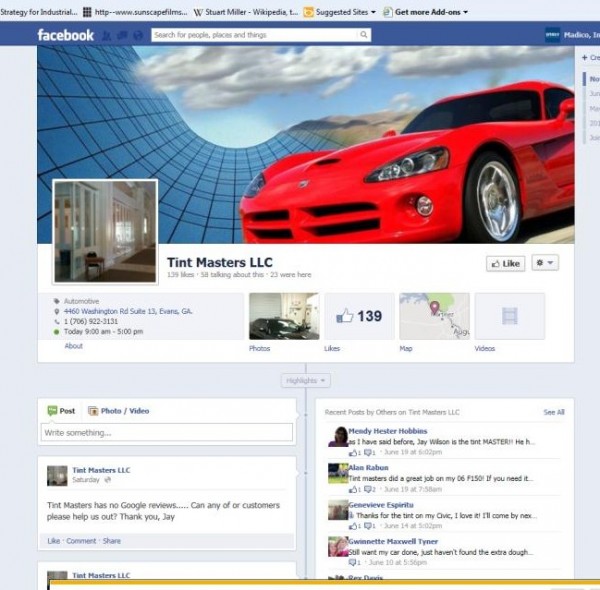 Strategy for Industrial...
http--www.sunscapefilms...
W Stuart Miller - Wikipedia, t...
Suggested Sites
Get more Add-ons
facebook
Search for people, places and things
Madico, In
Cre
No
Tint Masters LLC
139 likes · 58 talking about this · 23 were here
Like
Automotive
4460 Washington Rd Suite 13, Evans, GA.
1 (706) 922-3131
Today 9:00 am - 5:00 pm
About
139
Augu
Photos
Likes
Map
Videos
Highlights
Post
Photo / Video
Write something...
Tint Masters LLC
Saturday
Tint Masters has no Google reviews..... Can any of or customers
please help us out? Thank you, Jay
Like · Comment · Share
Tint Masters LLC
Recent Posts by Others on Tint Masters LLC
See All
Mendy Hester Hobbins
as I have said before, Jay Wilson is the tint MASTER!! He h...
1 1 · June 19 at 6:02pm
Alan Rabun
Tint masters did a great job on my 06 F150! If you need it...
1 2 · June 19 at 7:58am
Genevieve Espiritu
Thanks for the tint on my Civic, I love it! I'll come by nex...
1 1 · June 14 at 5:02pm
Gwinnette Maxwell Tyner
Still want my car done, just haven't found the extra dough...
1 · June 10 at 5:56pm
Rex Davis